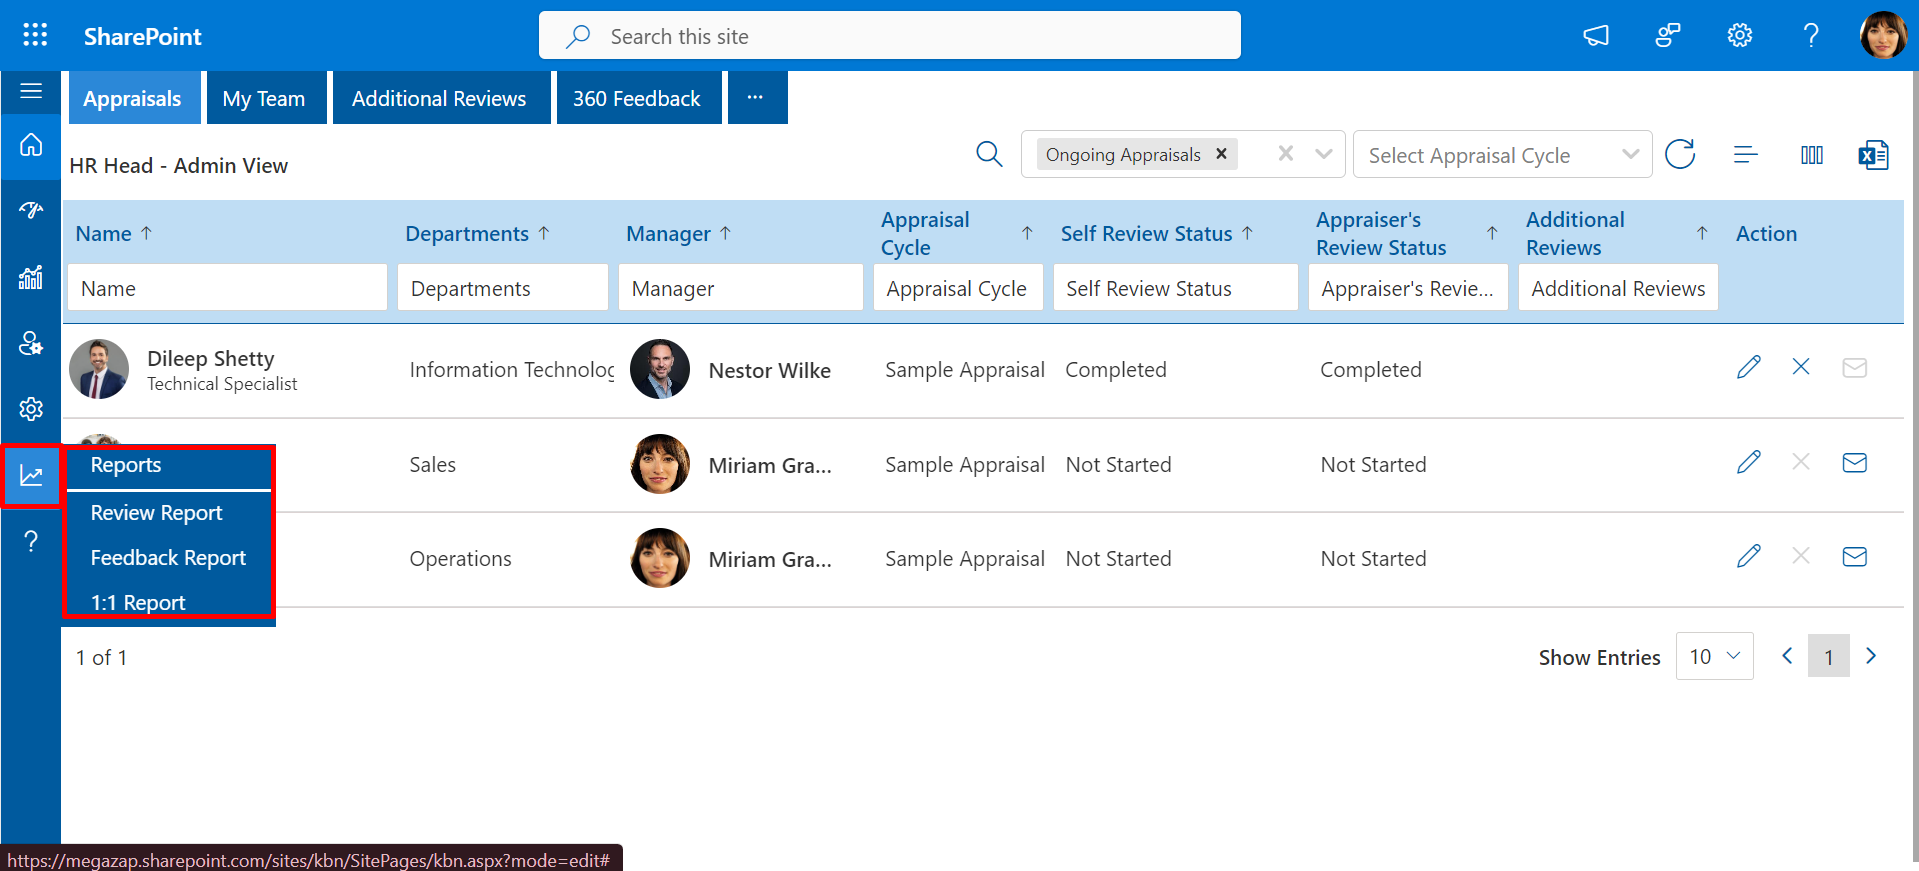 SharePoint
Search this site
Appraisals
My Team
Additional Reviews
360 Feedback
...
HR Head - Admin View
Ongoing Appraisals
Select Appraisal Cycle
Name
Departments
Manager
Appraisal
Cycle
Self Review Status
Appraiser's
Review Status
Additional
Reviews
Action
Name
Departments
Manager
Appraisal Cycle
Self Review Status
Appraiser's Revie...
Additional Reviews
Dileep Shetty
Technical Specialist
Information Technolog
Nestor Wilke
Sample Appraisal
Completed
Completed
Reports
Sales
Miriam Gra...
Sample Appraisal
Not Started
Not Started
Review Report
Feedback Report
1:1 Report
Operations
Miriam Gra...
Sample Appraisal
Not Started
Not Started
1 of 1
Show Entries
10
1
https://megazap.sharepoint.com/sites/kbn/SitePages/kbn.aspx?mode=edit#